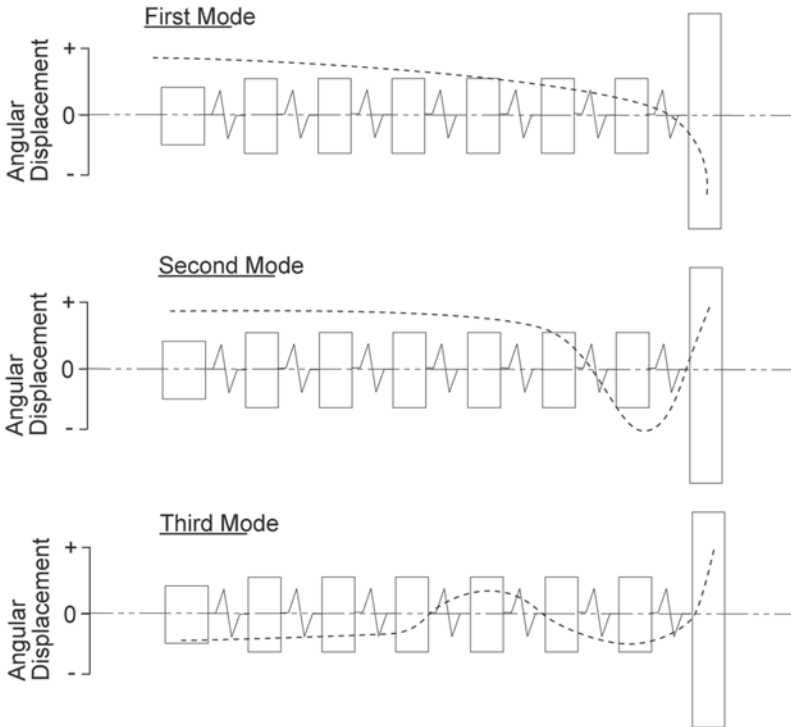 First Mode
+
0
-
Angular
Displacement
Second Mode
+
0
-
Angular
Displacement
Third Mode
+
0
-
Angular
Displacement